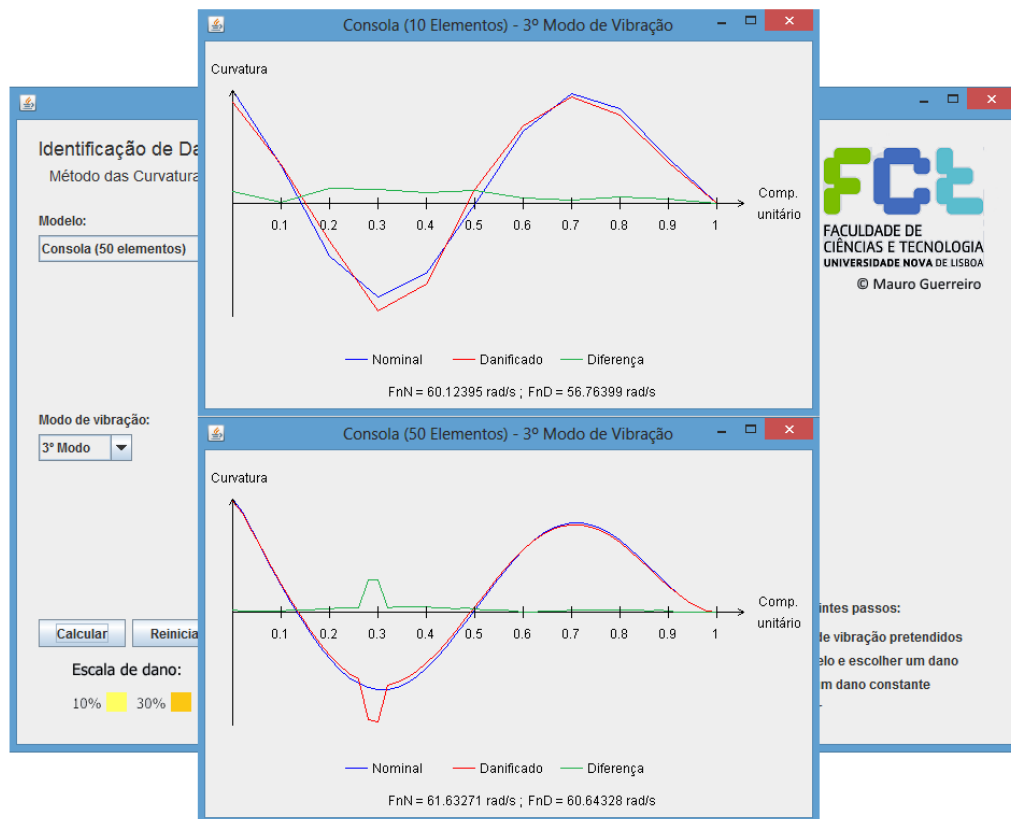 Consola (10 Elementos) - 3º Modo de Vibração
Curvatura
Comp.
unitário
0.1 0.2 0.3 0.4 0.5 0.6 0.7 0.8 0.9 1
Nominal Danificado Diferença
FnN = 60.12395 rad/s ; FnD = 56.76399 rad/s
Identificação de Da
Método das Curvatura
Modelo:
Consola (50 elementos)
Modo de vibração:
3º Modo
Calcular Reinicia
Escala de dano:
10% 30%
FCt
FACULDADE DE
CIÊNCIAS E TECNOLOGIA
UNIVERSIDADE NOVA DE LISBOA
© Mauro Guerreiro
intes passos:
de vibração pretendidos
elo e escolher um dano
m dano constante
Consola (50 Elementos) - 3º Modo de Vibração
Curvatura
Comp.
unitário
0.1 0.2 0.3 0.4 0.5 0.6 0.7 0.8 0.9 1
Nominal Danificado Diferença
FnN = 61.63271 rad/s ; FnD = 60.64328 rad/s